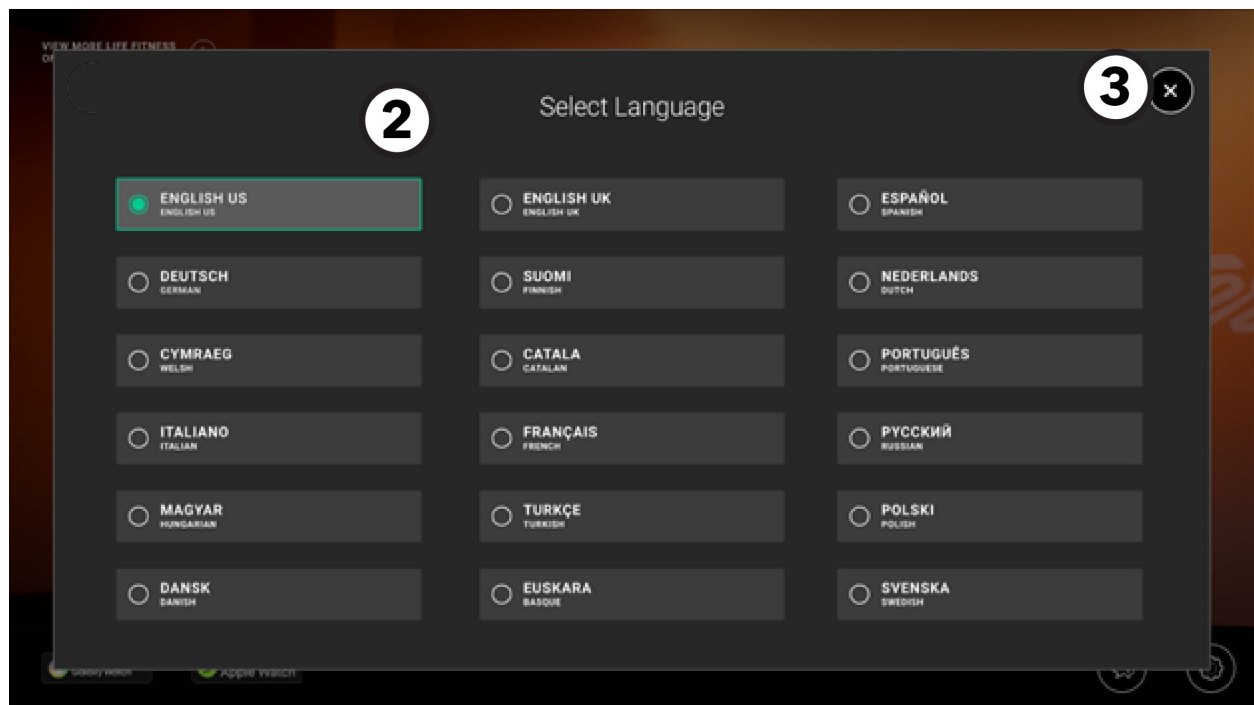 VIEW MORE LIFE FITNESS
2
Select Language
3
ENGLISH US
ENGLISH US
ENGLISH UK
ENGLISH UK
ESPAÑOL
SPANISH
DEUTSCH
GERMAN
SUOMI
FINNISH
NEDERLANDS
DUTCH
CYMRAEG
WELSH
CATALA
CATALAN
PORTUGUÊS
PORTUGUESE
ITALIANO
ITALIAN
FRANÇAIS
FRENCH
РУССКИЙ
RUSSIAN
MAGYAR
HUNGARIAN
TURKÇE
TURKISH
POLSKI
POLISH
DANSK
DANISH
EUSKARA
BASQUE
SVENSKA
SWEDISH
Galaxy Watch
Apple Watch